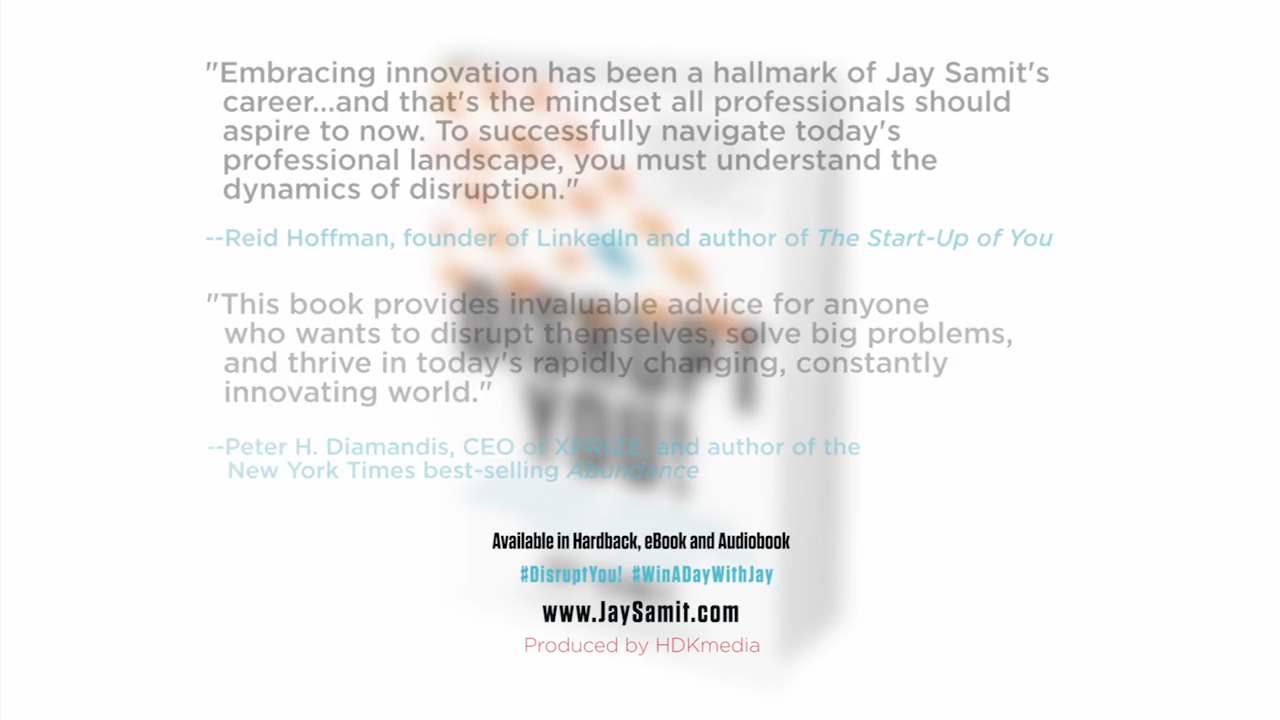 "Embracing innovation has been a hallmark of Jay Samit's
career...and that's the mindset all professionals should
aspire to now. To successfully navigate today's
professional landscape, you must understand the
dynamics of disruption."
--Reid Hoffman, founder of LinkedIn and author of The Start-Up of You
"This book provides invaluable advice for anyone
who wants to disrupt themselves, solve big problems,
and thrive in today's rapidly changing, constantly
innovating world."
--Peter H. Diamandis, CEO of XPRIZE, and author of the
New York Times best-selling Abundance
DISRUPT
YOU!
Available in Hardback, eBook and Audiobook
#DisruptYou! #WinADayWithJay
www.JaySamit.com
Produced by HDKmedia